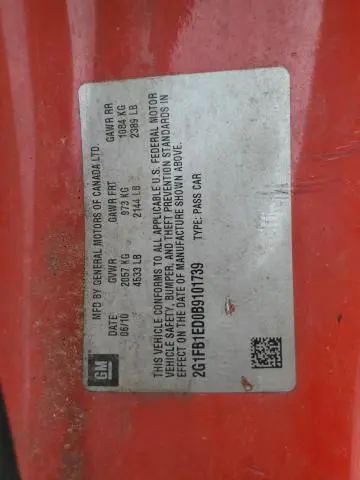 MFD BY GENERAL MOTORS OF CANADA LTD
DATE GVWR GAWR FRT GAWR RR
06/10 2057 KG 973 KG 1084 KG
4533 LB 2144 LB 2389 LB
THIS VEHICLE CONFORMS TO ALL APPLICABLE U.S. FEDERAL MOTOR
VEHICLE SAFETY, BUMPER, AND THEFT PREVENTION STANDARDS IN
EFFECT ON THE DATE OF MANUFACTURE SHOWN ABOVE.
2G1FB1ED0B9101739 TYPE: PASS CAR
GM